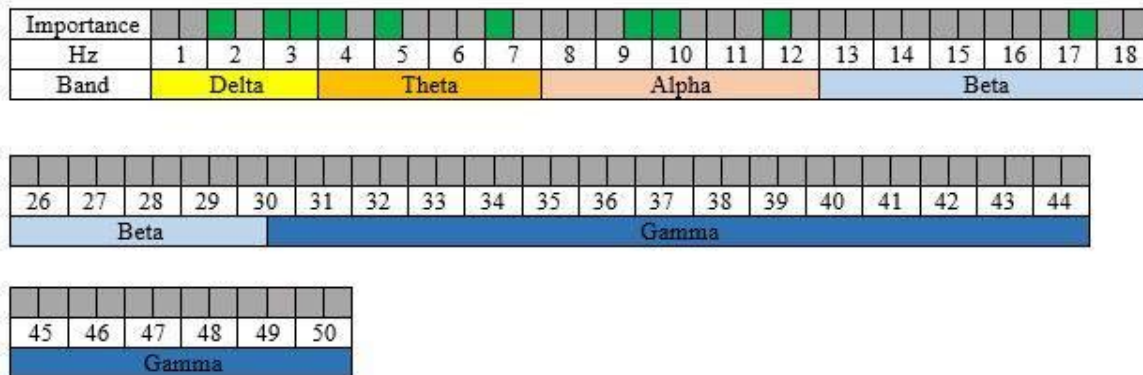 Importance
Hz 1 2 3 4 5 6 7 8 9 10 11 12 13 14 15 16 17 18
Band Delta Theta Alpha Beta
26 27 28 29 30 31 32 33 34 35 36 37 38 39 40 41 42 43 44
Beta Gamma
45 46 47 48 49 50
Gamma